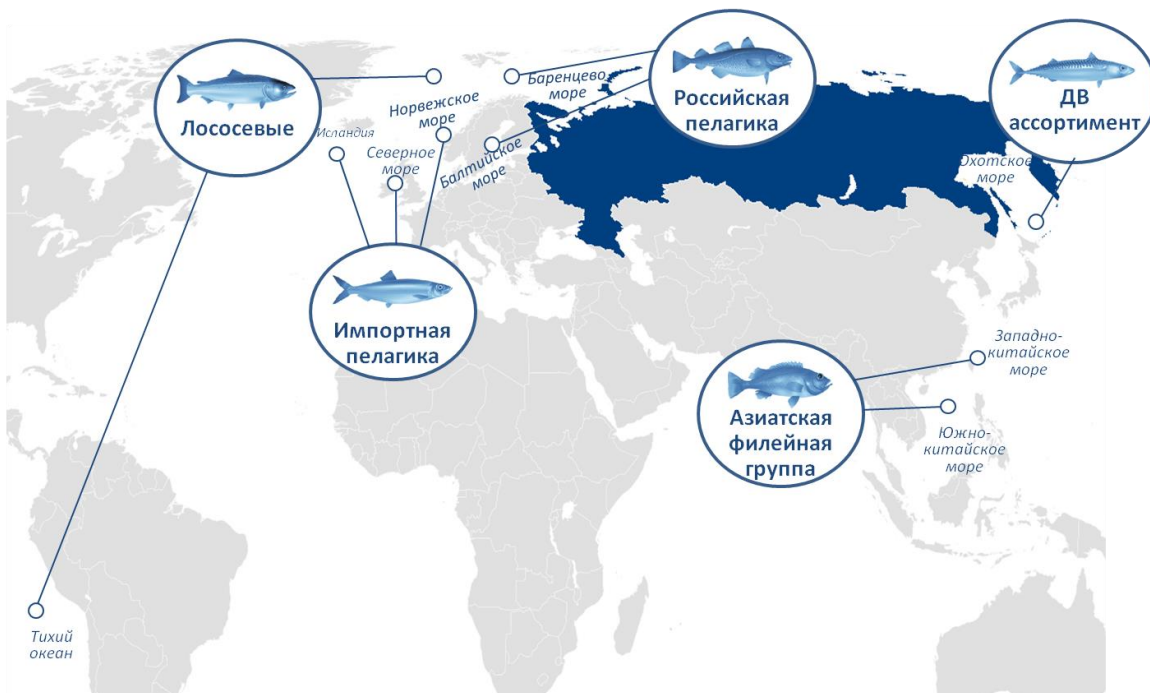 Лососевые
Исландия
Норвежское
море
Северное
море
Баренцево
море
Балтийское
море
Российская
пелагика
ДВ
ассортимент
Охотское
море
Импортная
пелагика
Азиатская
филейная
группа
Западно-
китайское
море
Южно-
китайское
море
Тихий
океан